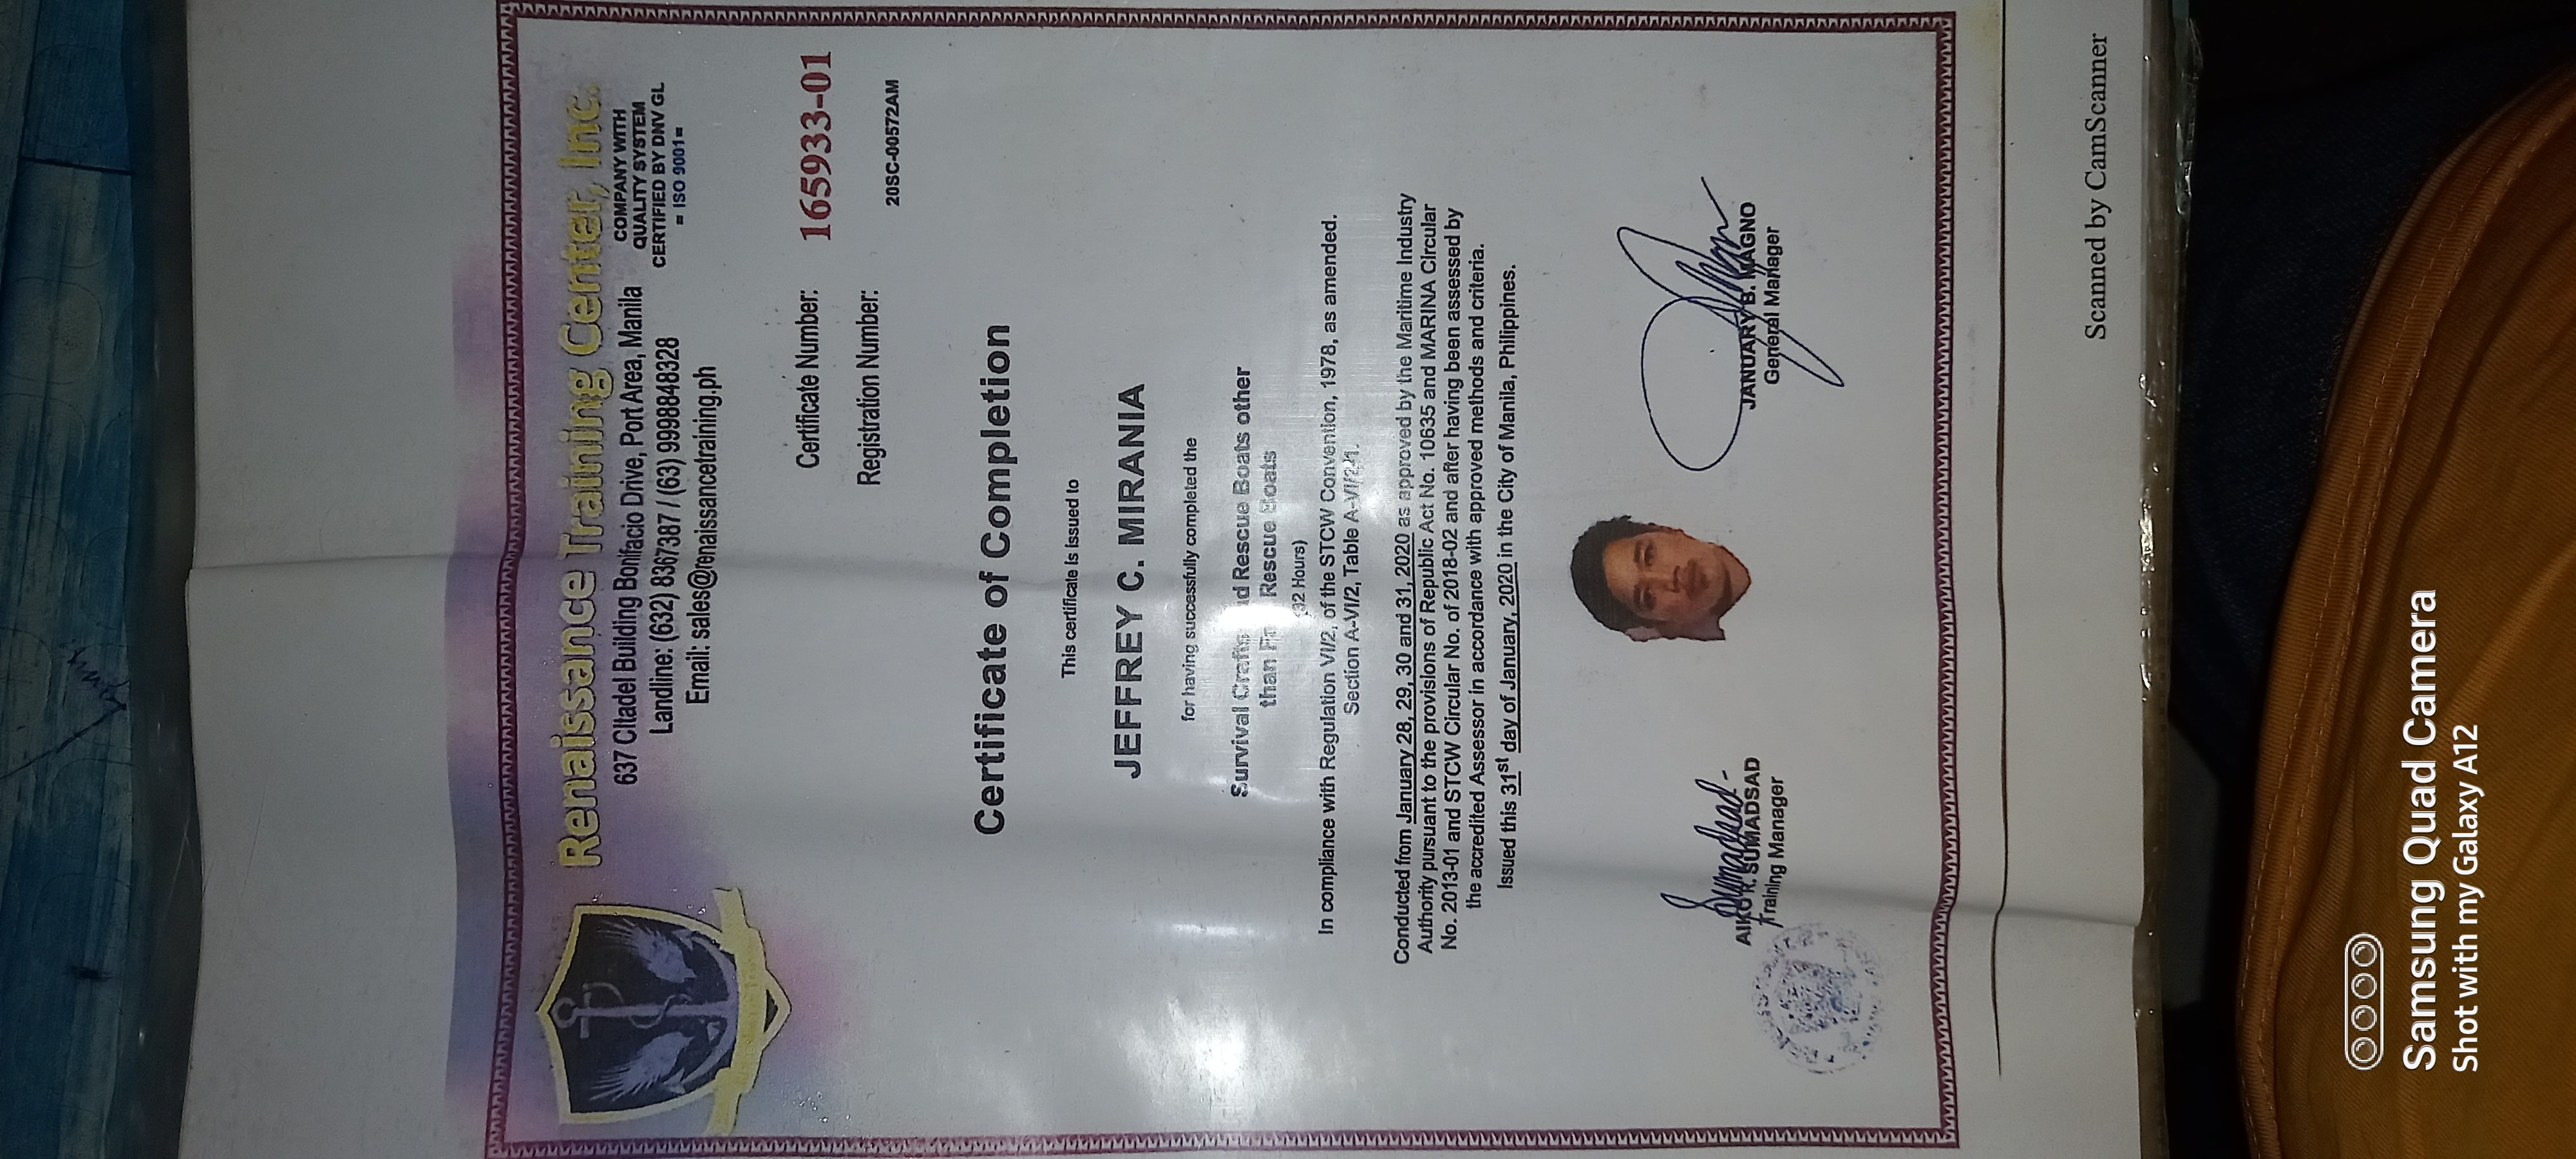 Renaissance Training Center, Inc.
637 Citadel Building Bonifacio Drive, Port Area, Manila
Landline: (632) 8367387 / (63) 9998848328
Email: sales@renaissancetraining.ph
COMPANY WITH
QUALITY SYSTEM
CERTIFIED BY DNV GL
= ISO 9001=
Certificate Number: 165933-01
Registration Number: 20SC-00572AM
Certificate of Completion
This certificate is issued to
JEFFREY C. MIRANIA
for having successfully completed the
Survival Rescue Boats other
than Rescue Boats
(32 Hours)
In compliance with Regulation VI/2, of the STCW Convention, 1978, as amended.
Section A-VI/2, Table A-VI/2-1.
Conducted from January 28, 29, 30 and 31, 2020 as approved by the Maritime Industry
Authority pursuant to the provisions of Republic Act No. 10635 and MARINA Circular
No. 2013-01 and STCW Circular No. of 2018-02 and after having been assessed by
the accredited Assessor in accordance with approved methods and criteria.
Issued this 31st day of January, 2020 in the City of Manila, Philippines.
SUMADSAD
Training Manager
JANUARY B. MAGNO
General Manager
Scanned by CamScanner
Samsung Quad Camera
Shot with my Galaxy A12